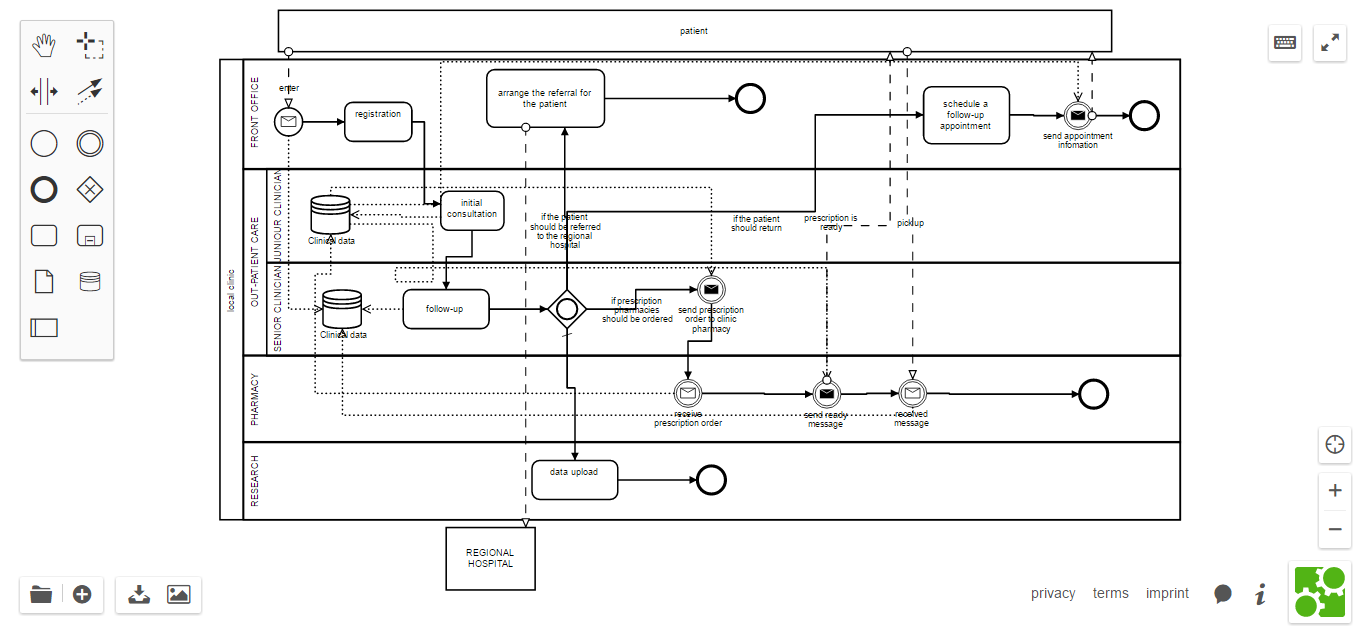 patient
enter
FRONT OFFICE
registration
arrange the referral for
the patient
schedule a
follow-up
appointment
send appointment
infomation
local clinic
OUT-PATIENT CARE
JUNIOUR CLINICIAN
Clinical data
initial
consultation
if the patient
should be referred
to the regional
hospital
if the patient
should return
prescription is
ready
pickup
SENIOR CLINICIAN
Clinical data
follow-up
if prescription
pharmacies
should be ordered
send prescription
order to clinic
pharmacy
PHARMACY
receive
prescription order
send ready
message
received
message
RESEARCH
data upload
REGIONAL
HOSPITAL
privacy
terms
imprint